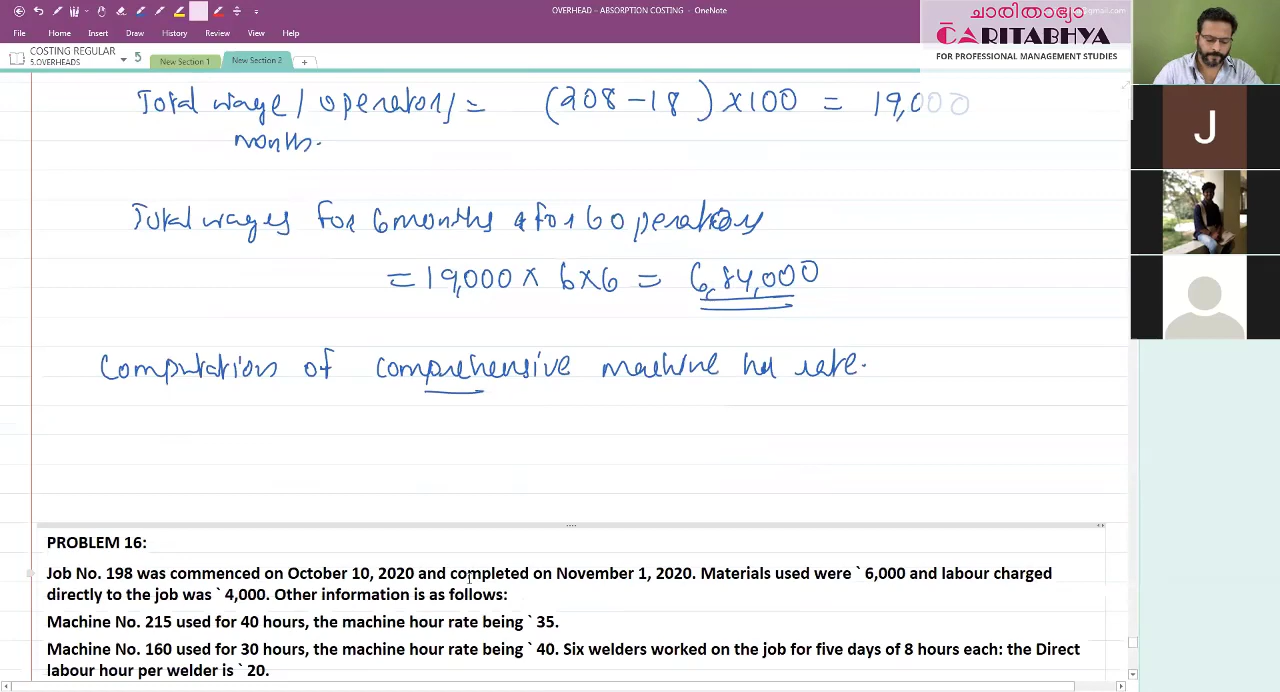 OVERHEAD – ABSORPTION COSTING - OneNote
@gmail.com
File Home Insert Draw History Review View Help
ചാരിതാഭ്യാ
CARITABHYA
FOR PROFESSIONAL MANAGEMENT STUDIES
COSTING REGULAR
5.OVERHEADS
5
New Section 1
New Section 2
+
Total wage / operator / = (208 – 18) × 100 = 19,000
month.
Total wages for 6 months & for 6 operators
= 19,000 × 6 × 6 = 6,84,000
Computation of comprehensive machine hr rate.
J
PROBLEM 16:
Job No. 198 was commenced on October 10, 2020 and completed on November 1, 2020. Materials used were ` 6,000 and labour charged
directly to the job was ` 4,000. Other information is as follows:
Machine No. 215 used for 40 hours, the machine hour rate being ` 35.
Machine No. 160 used for 30 hours, the machine hour rate being ` 40. Six welders worked on the job for five days of 8 hours each: the Direct
labour hour per welder is ` 20.